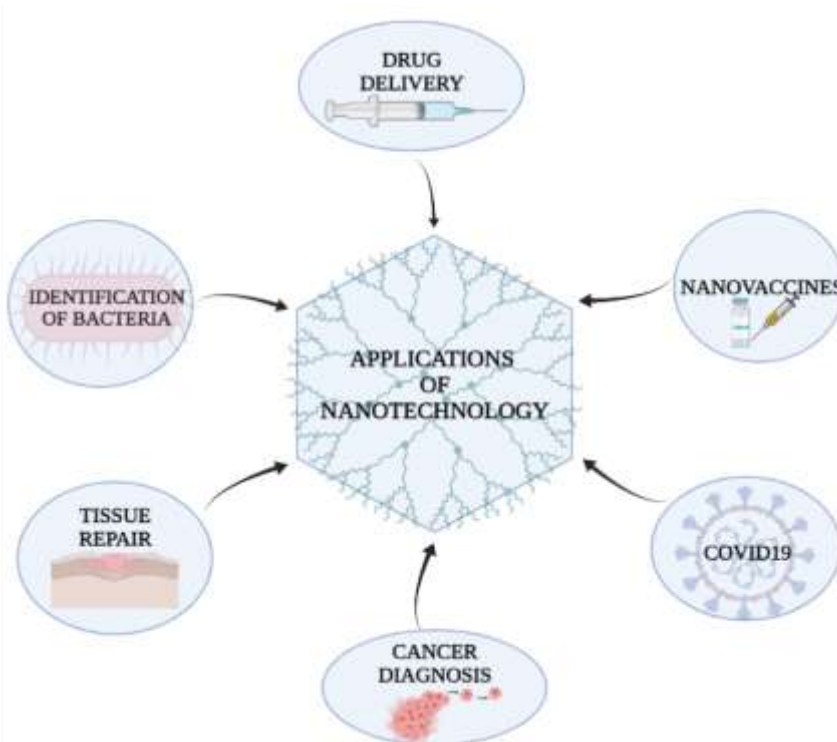 DRUG
DELIVERY
IDENTIFICATION
OF BACTERIA
NANOVACCINES
APPLICATIONS
OF
NANOTECHNOLOGY
TISSUE
REPAIR
COVID19
CANCER
DIAGNOSIS